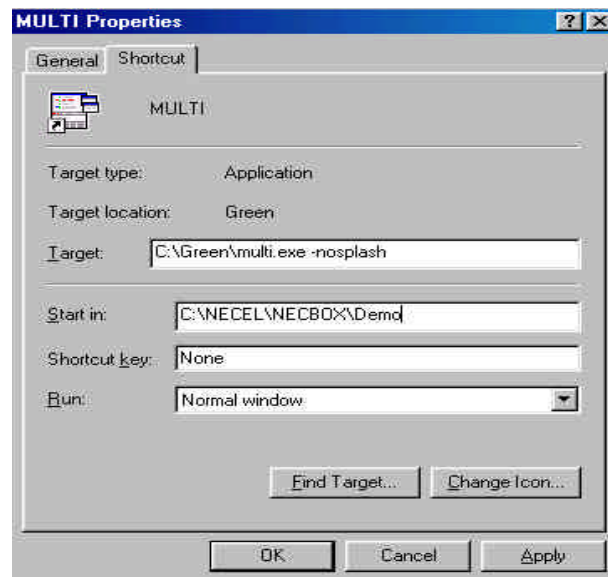 MULTI Properties
General Shortcut
MULTI
Target type: Application
Target location: Green
Target: C:\Green\multi.exe -nosplash
Start in: C:\NECEL\NECBOX\Demo
Shortcut key: None
Run: Normal window
Find Target... Change Icon...
OK Cancel Apply